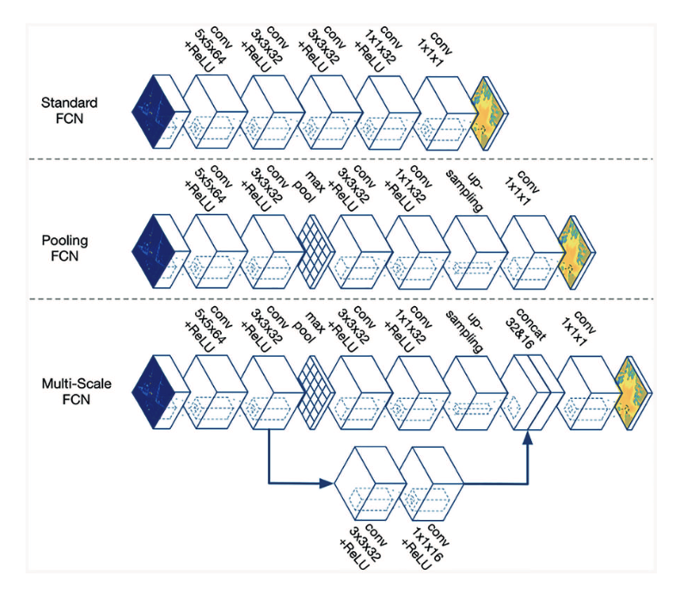 conv
5x5x64
+ReLU
conv
3x3x32
+ReLU
conv
3x3x32
+ReLU
conv
1x1x32
+ReLU
conv
1x1x1
Standard
FCN
conv
5x5x64
+ReLU
conv
3x3x32
+ReLU
max
pool
conv
3x3x32
+ReLU
conv
1x1x32
+ReLU
up-
sampling
conv
1x1x1
Pooling
FCN
conv
5x5x64
+ReLU
conv
3x3x32
+ReLU
max
pool
conv
3x3x32
+ReLU
conv
1x1x32
+ReLU
up-
sampling
concat
32&16
conv
1x1x1
Multi-Scale
FCN
conv
3x3x32
+ReLU
conv
1x1x16
+ReLU